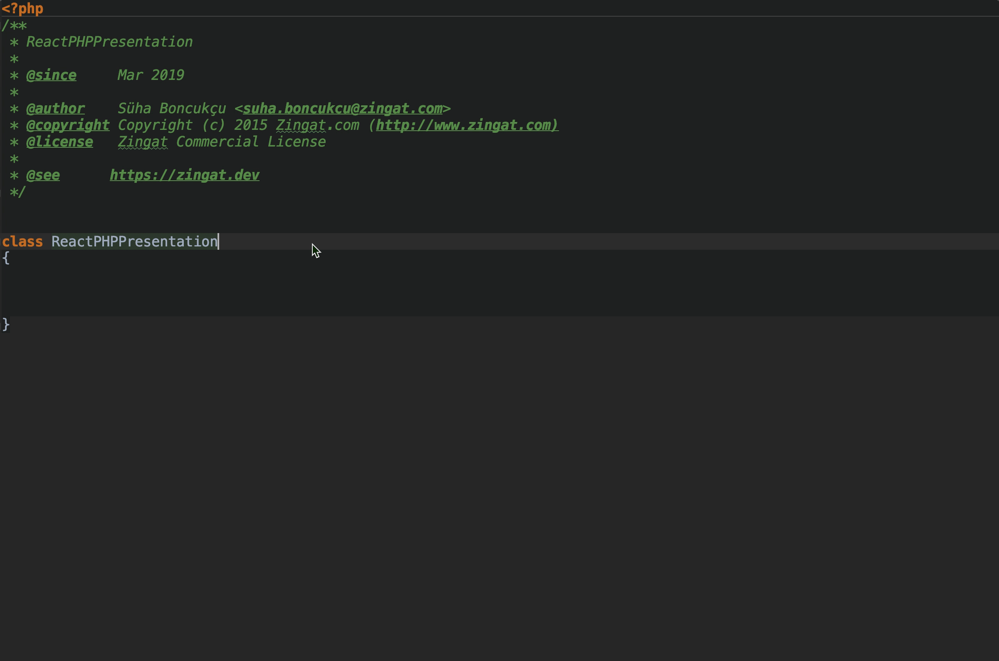 <?php
/**
 * ReactPHPPresentation
 *
 * @since     Mar 2019
 *
 * @author    Süha Boncukçu <suha.boncukcu@zingat.com>
 * @copyright Copyright (c) 2015 Zingat.com (http://www.zingat.com)
 * @license   Zingat Commercial License
 *
 * @see      https://zingat.dev
 */
class ReactPHPPresentation
{
}